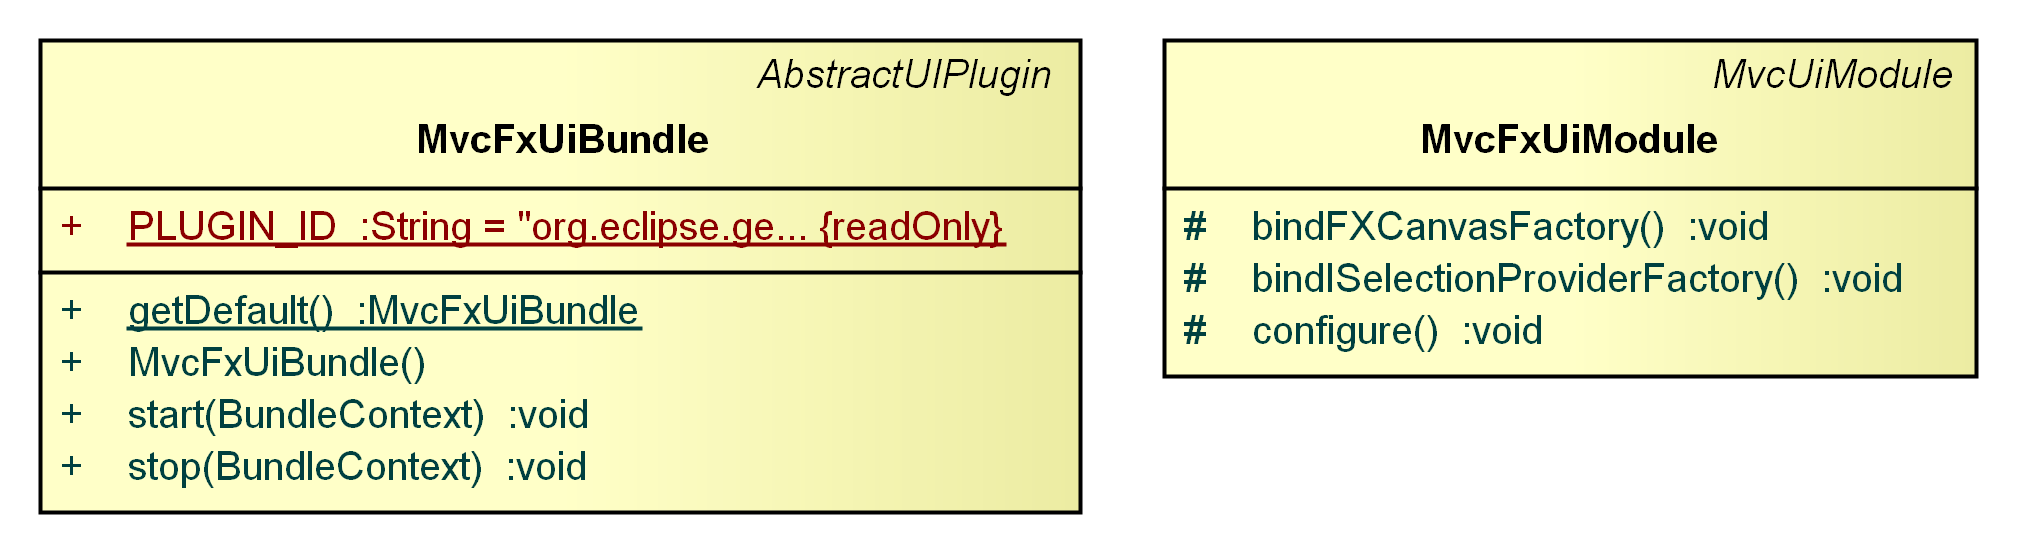 AbstractUIPlugin
MvcFxUiBundle
+ PLUGIN_ID :String = "org.eclipse.ge... {readOnly}
+ getDefault() :MvcFxUiBundle
+ MvcFxUiBundle()
+ start(BundleContext) :void
+ stop(BundleContext) :void
MvcUiModule
MvcFxUiModule
# bindFXCanvasFactory() :void
# bindISelectionProviderFactory() :void
# configure() :void